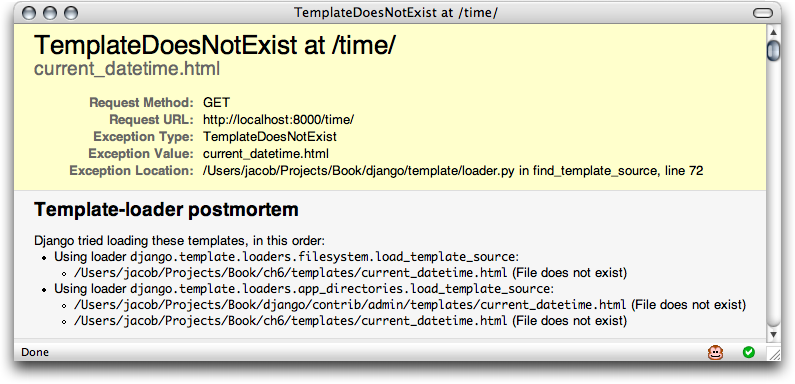 TemplateDoesNotExist at /time/
TemplateDoesNotExist at /time/
current_datetime.html
Request Method: GET
Request URL: http://localhost:8000/time/
Exception Type: TemplateDoesNotExist
Exception Value: current_datetime.html
Exception Location: /Users/jacob/Projects/Book/django/template/loader.py in find_template_source, line 72
Template-loader postmortem
Django tried loading these templates, in this order:
• Using loader django.template.loaders.filesystem.load_template_source:
◦ /Users/jacob/Projects/Book/ch6/templates/current_datetime.html (File does not exist)
• Using loader django.template.loaders.app_directories.load_template_source:
◦ /Users/jacob/Projects/Book/django/contrib/admin/templates/current_datetime.html (File does not exist)
◦ /Users/jacob/Projects/Book/ch6/templates/current_datetime.html (File does not exist)
Done